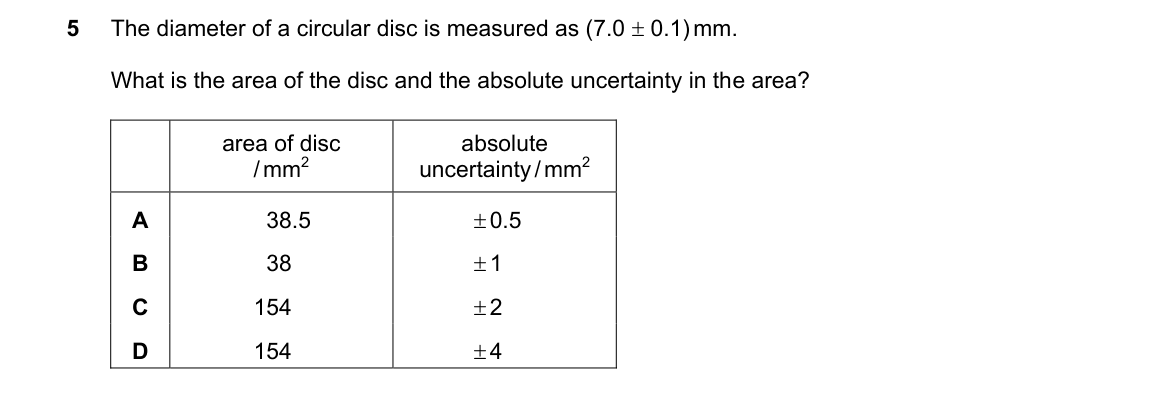 5 The diameter of a circular disc is measured as (7.0 ± 0.1) mm.
What is the area of the disc and the absolute uncertainty in the area?
area of disc
/ mm²
absolute
uncertainty / mm²
A 38.5 ±0.5
B 38 ±1
C 154 ±2
D 154 ±4